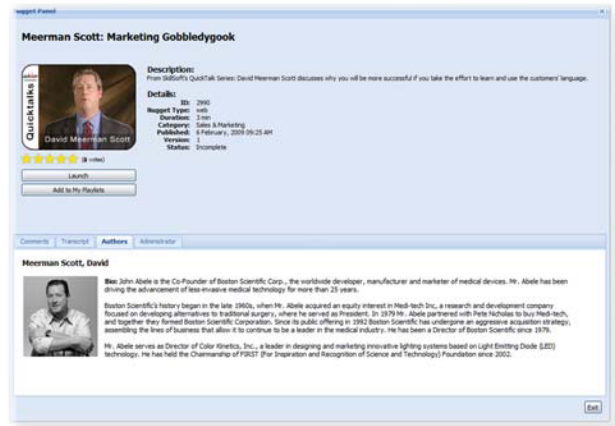 Nugget Panel
Meerman Scott: Marketing Gobbledygook
Quicktalks
David Meerman Scott
Description:
From SkillSoft's QuickTalk Series: David Meerman Scott discusses why you will be more successful if you take the effort to learn and use the customers' language.
Details:
ID: 2990
Nugget Type: web
Duration: 3 min
Category: Sales & Marketing
Published: 6 February, 2009 09:25 AM
Version: 1
Status: Incomplete
votes)
Launch
Add to My Playlists
Comments Transcript Authors Administrator
Meerman Scott, David
Bio: John Abele is the Co-Founder of Boston Scientific Corp., the worldwide developer, manufacturer and marketer of medical devices. Mr. Abele has been
driving the advancement of less-invasive medical technology for more than 25 years.
Boston Scientific's history began in the late 1960s, when Mr. Abele acquired an equity interest in Medi-tech Inc, a research and development company
focused on developing alternatives to traditional surgery, where he served as President. In 1979 Mr. Abele partnered with Pete Nicholas to buy Medi-tech,
and together they formed Boston Scientific Corporation. Since its public offering in 1992 Boston Scientific has undergone an aggressive acquisition strategy,
assembling the lines of business that allow it to continue to be a leader in the medical industry. He has been a Director of Boston Scientific since 1979.
Mr. Abele serves as Director of Color Kinetics, Inc., a leader in designing and marketing innovative lighting systems based on Light Emitting Diode (LED)
technology. He has held the Chairmanship of FIRST (For Inspiration and Recognition of Science and Technology) Foundation since 2002.
Exit